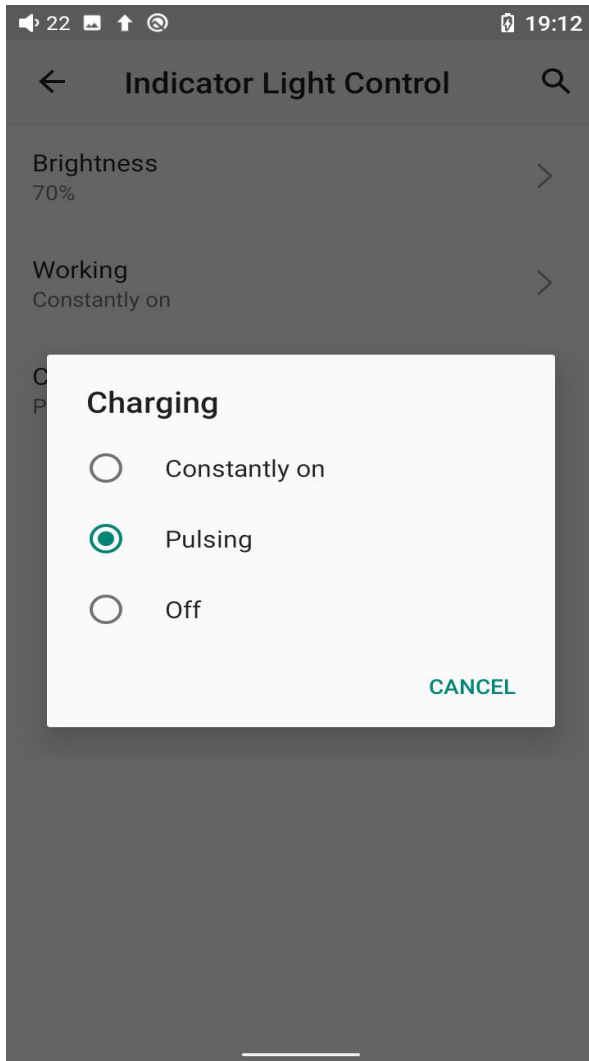 22
19:12
Indicator Light Control
Brightness
70%
Working
Constantly on
C
P
Charging
Constantly on
Pulsing
Off
CANCEL